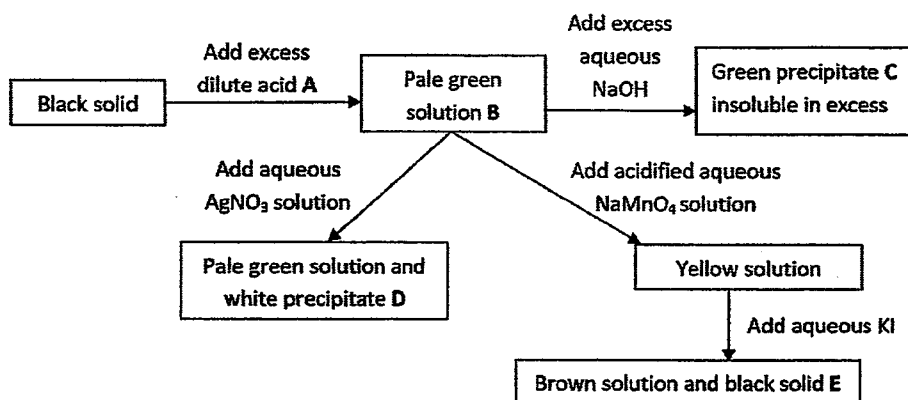 Black solid
Add excess
dilute acid A
Pale green
solution B
Add excess
aqueous
NaOH
Green precipitate C
insoluble in excess
Add aqueous
AgNO₃ solution
Add acidified aqueous
NaMnO₄ solution
Pale green solution and
white precipitate D
Yellow solution
Add aqueous KI
Brown solution and black solid E